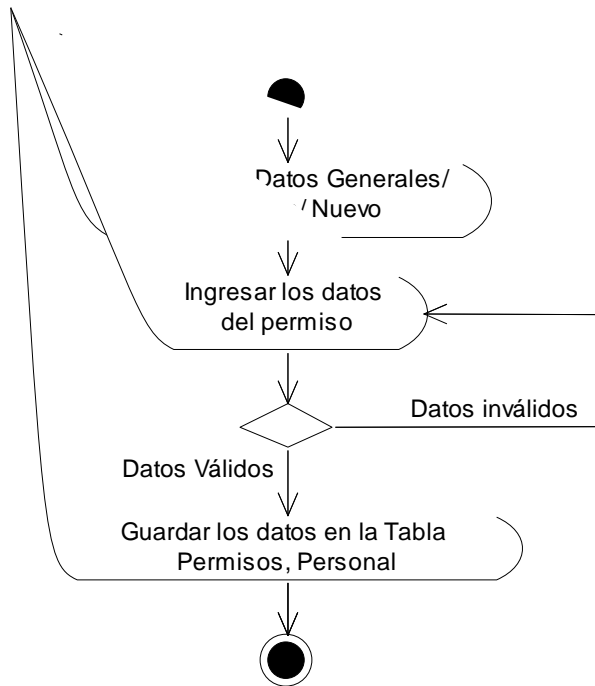 Datos Generales/
/ Nuevo
Ingresar los datos
del permiso
Datos inválidos
Datos Válidos
Guardar los datos en la Tabla
Permisos, Personal